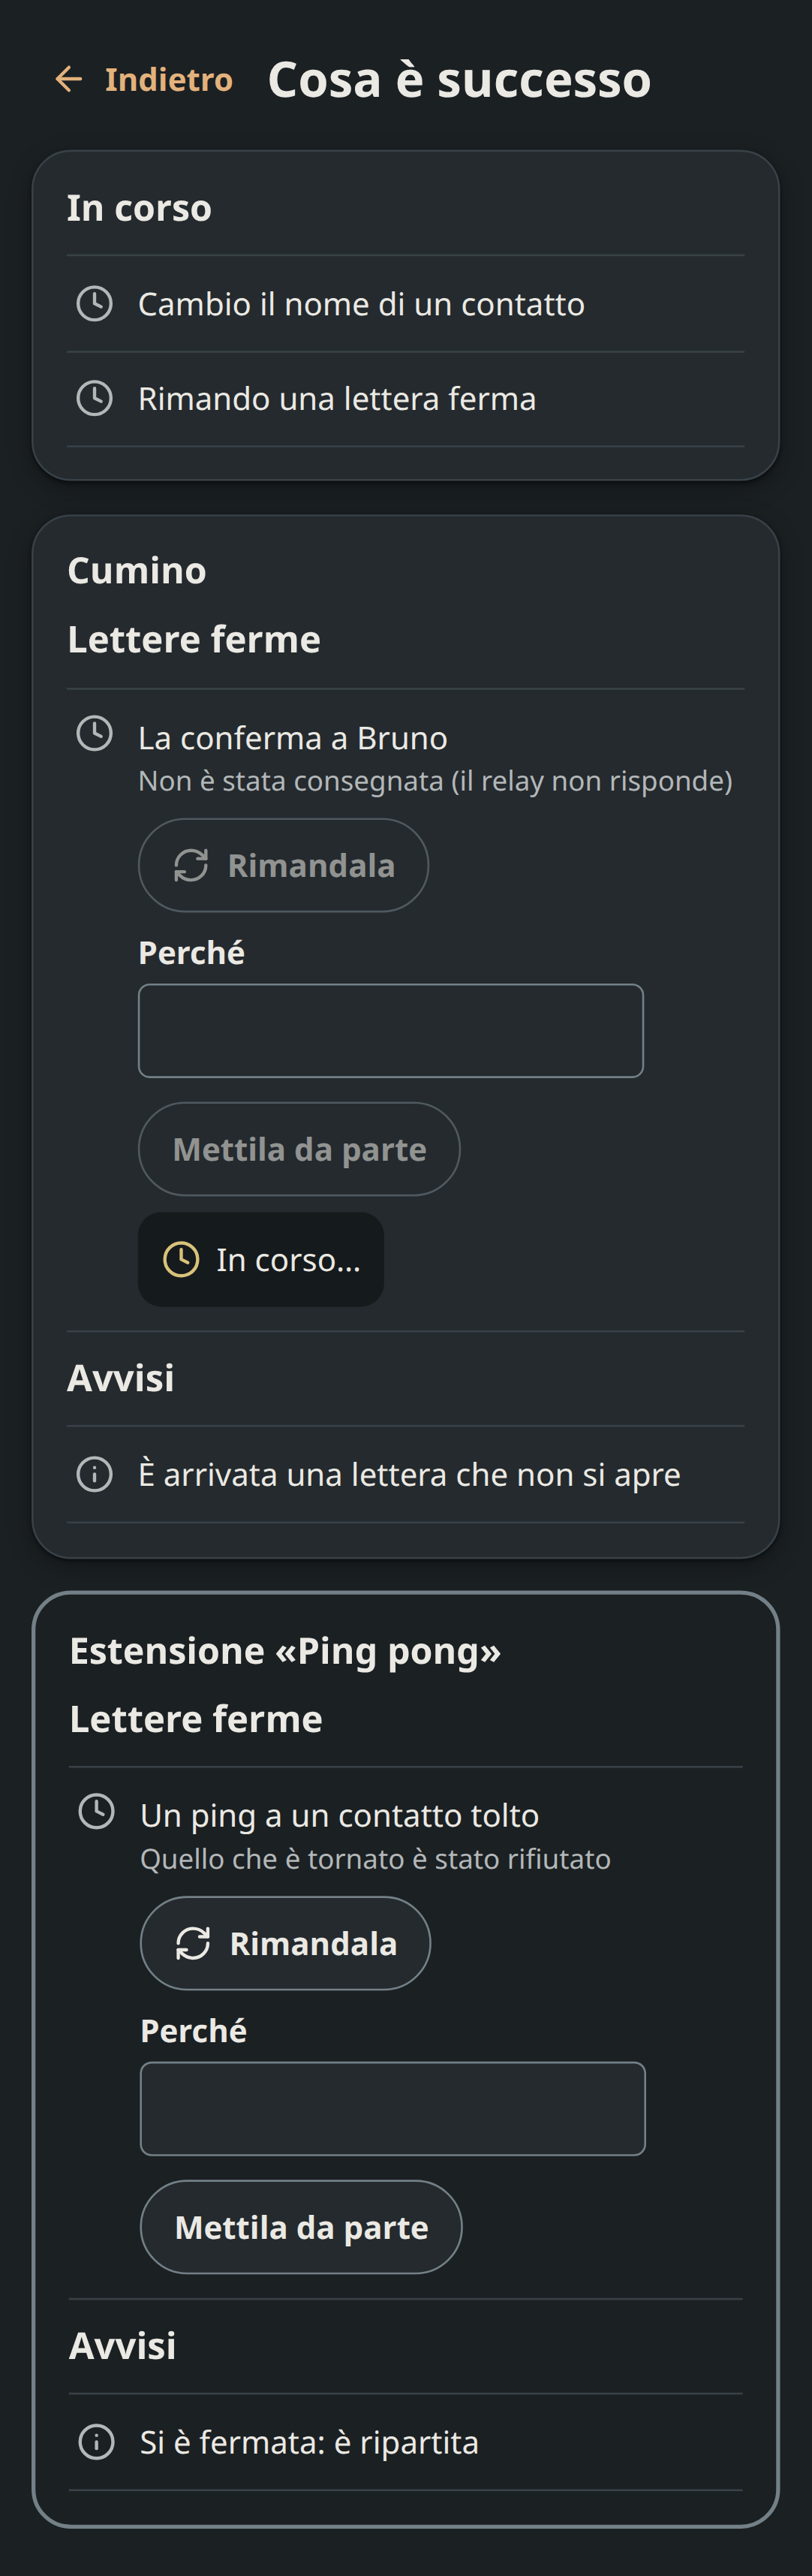 Indietro
Cosa è successo
In corso
Cambio il nome di un contatto
Rimando una lettera ferma
Cumino
Lettere ferme
La conferma a Bruno
Non è stata consegnata (il relay non risponde)
Rimandala
Perché
Mettila da parte
In corso...
Avvisi
È arrivata una lettera che non si apre
Estensione «Ping pong»
Lettere ferme
Un ping a un contatto tolto
Quello che è tornato è stato rifiutato
Rimandala
Perché
Mettila da parte
Avvisi
Si è fermata: è ripartita